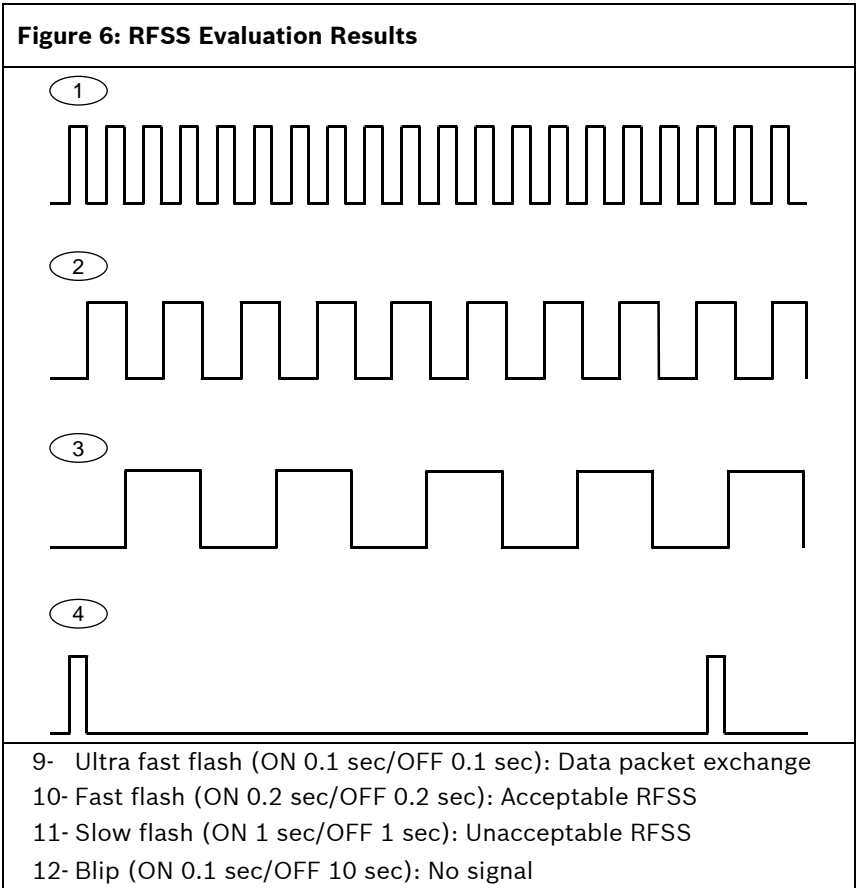 Figure 6: RFSS Evaluation Results
1
2
3
4
9- Ultra fast flash (ON 0.1 sec/OFF 0.1 sec): Data packet exchange
10- Fast flash (ON 0.2 sec/OFF 0.2 sec): Acceptable RFSS
11- Slow flash (ON 1 sec/OFF 1 sec): Unacceptable RFSS
12- Blip (ON 0.1 sec/OFF 10 sec): No signal